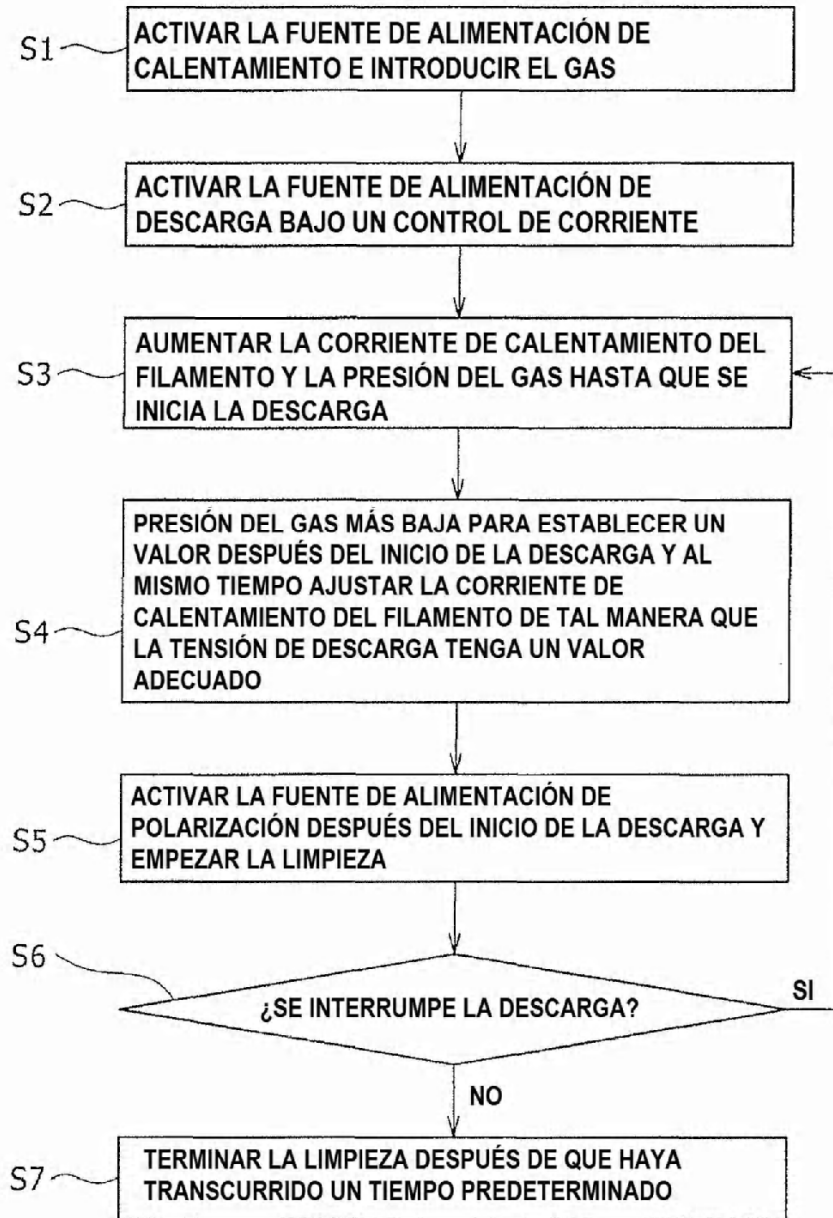 S1
ACTIVAR LA FUENTE DE ALIMENTACIÓN DE
CALENTAMIENTO E INTRODUCIR EL GAS
S2
ACTIVAR LA FUENTE DE ALIMENTACIÓN DE
DESCARGA BAJO UN CONTROL DE CORRIENTE
S3
AUMENTAR LA CORRIENTE DE CALENTAMIENTO DEL
FILAMENTO Y LA PRESIÓN DEL GAS HASTA QUE SE
INICIA LA DESCARGA
S4
PRESIÓN DEL GAS MÁS BAJA PARA ESTABLECER UN
VALOR DESPUÉS DEL INICIO DE LA DESCARGA Y AL
MISMO TIEMPO AJUSTAR LA CORRIENTE DE
CALENTAMIENTO DEL FILAMENTO DE TAL MANERA QUE
LA TENSIÓN DE DESCARGA TENGA UN VALOR
ADECUADO
S5
ACTIVAR LA FUENTE DE ALIMENTACIÓN DE
POLARIZACIÓN DESPUÉS DEL INICIO DE LA DESCARGA Y
EMPEZAR LA LIMPIEZA
S6
¿SE INTERRUMPE LA DESCARGA?
SI
NO
S7
TERMINAR LA LIMPIEZA DESPUÉS DE QUE HAYA
TRANSCURRIDO UN TIEMPO PREDETERMINADO